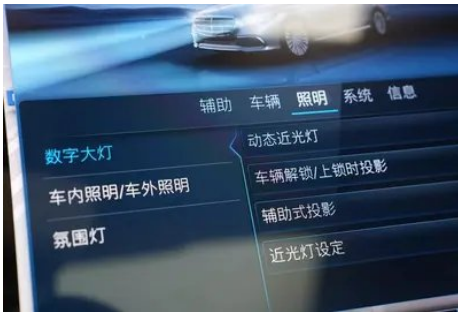 辅助 车辆 照明 系统 信息
数字大灯
动态近光灯
车内照明/车外照明
车辆解锁/上锁时投影
氛围灯
辅助式投影
近光灯设定